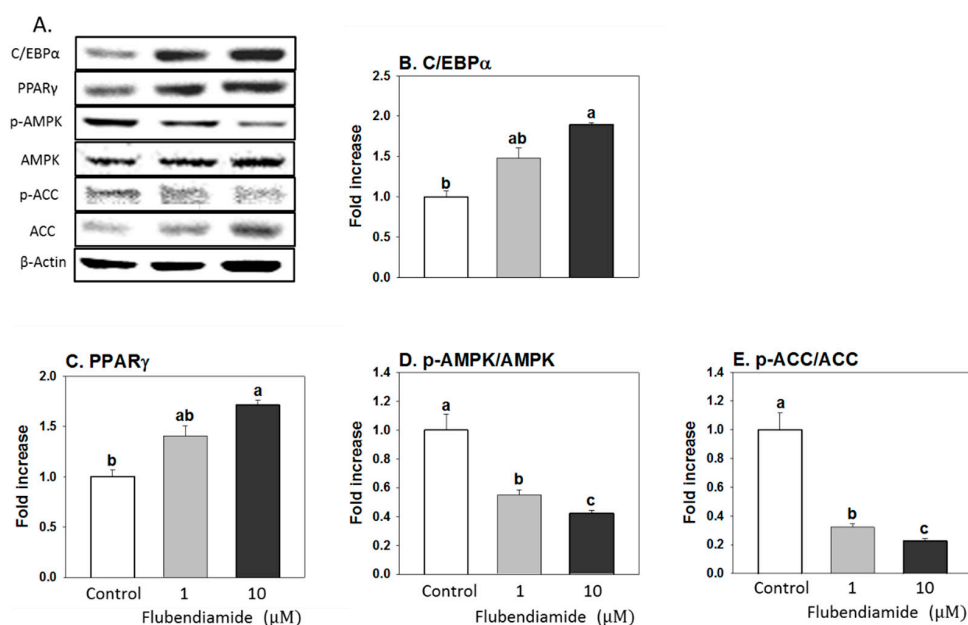 A.
C/EBPα
PPARγ
p-AMPK
AMPK
p-ACC
ACC
β-Actin
B. C/EBPα
Fold increase
2.5
2.0
1.5
1.0
0.5
0.0
b
ab
a
C. PPARγ
Fold increase
2.0
1.5
1.0
0.5
0.0
b
ab
a
Control
1
10
Flubendiamide (μM)
D. p-AMPK/AMPK
Fold increase
1.4
1.2
1.0
0.8
0.6
0.4
0.2
0.0
a
b
c
Control
1
10
Flubendiamide (μM)
E. p-ACC/ACC
Fold increase
1.4
1.2
1.0
0.8
0.6
0.4
0.2
0.0
a
b
c
Control
1
10
Flubendiamide (μM)